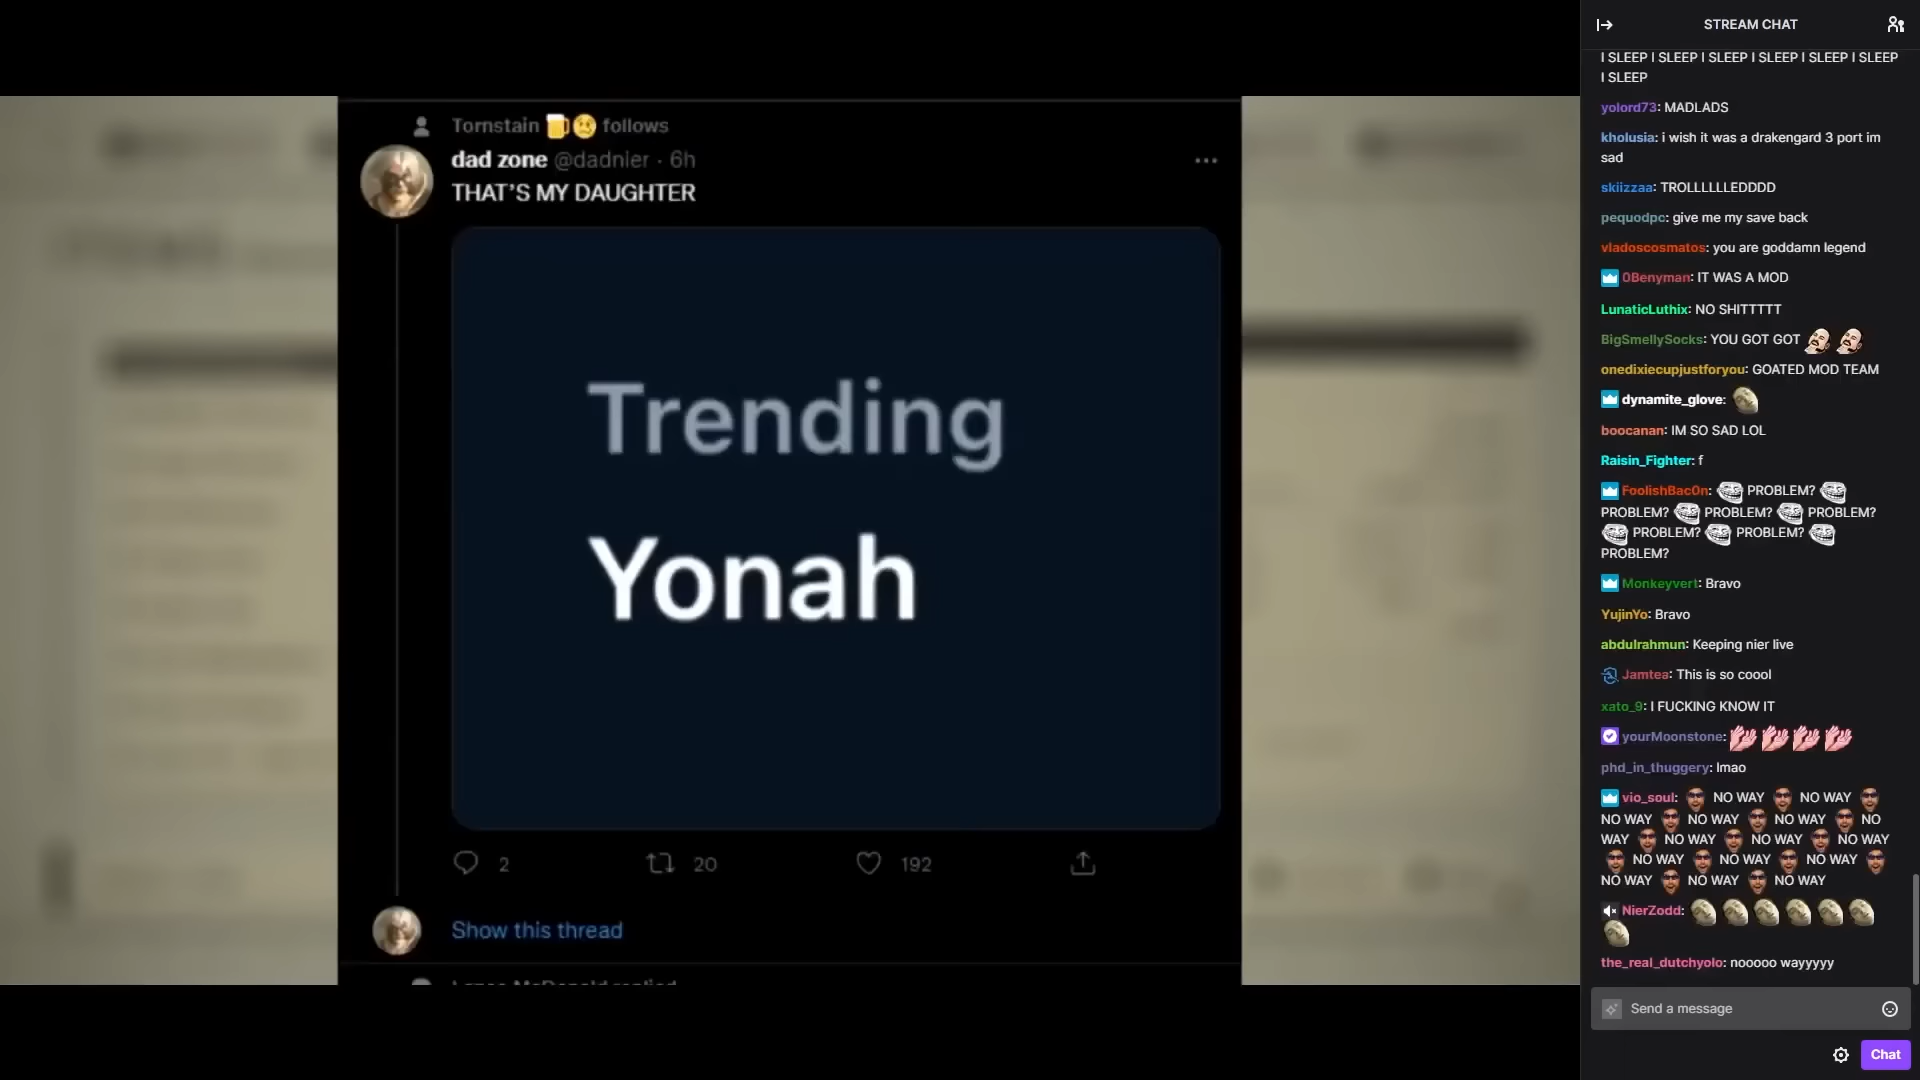 Tornstain follows
dad zone @dadnier · 6h
THAT'S MY DAUGHTER
Trending
Yonah
2
20
192
Show this thread
STREAM CHAT
I SLEEP I SLEEP I SLEEP I SLEEP I SLEEP I SLEEP
I SLEEP
yolord73: MADLADS
kholusia: i wish it was a drakengard 3 port im
sad
skiizzaa: TROLLLLLLEDDDD
pequodpc: give me my save back
vladoscosmatos: you are goddamn legend
0Benyman: IT WAS A MOD
LunaticLuthix: NO SHITTTTT
BigSmellySocks: YOU GOT GOT
onedixiecupjustforyou: GOATED MOD TEAM
dynamite_glove:
boocanan: IM SO SAD LOL
Raisin_Fighter: f
FoolishBac0n: PROBLEM?
PROBLEM? PROBLEM? PROBLEM?
PROBLEM? PROBLEM?
PROBLEM?
Monkeyvert: Bravo
YujinYo: Bravo
abdulrahmun: Keeping nier live
Jamtea: This is so coool
xato_9: I FUCKING KNOW IT
yourMoonstone:
phd_in_thuggery: lmao
vio_soul: NO WAY NO WAY
NO WAY NO WAY NO WAY NO
WAY NO WAY NO WAY NO WAY
NO WAY NO WAY NO WAY
NO WAY NO WAY NO WAY
NierZodd:
the_real_dutchyolo: nooooo wayyyyy
Send a message
Chat